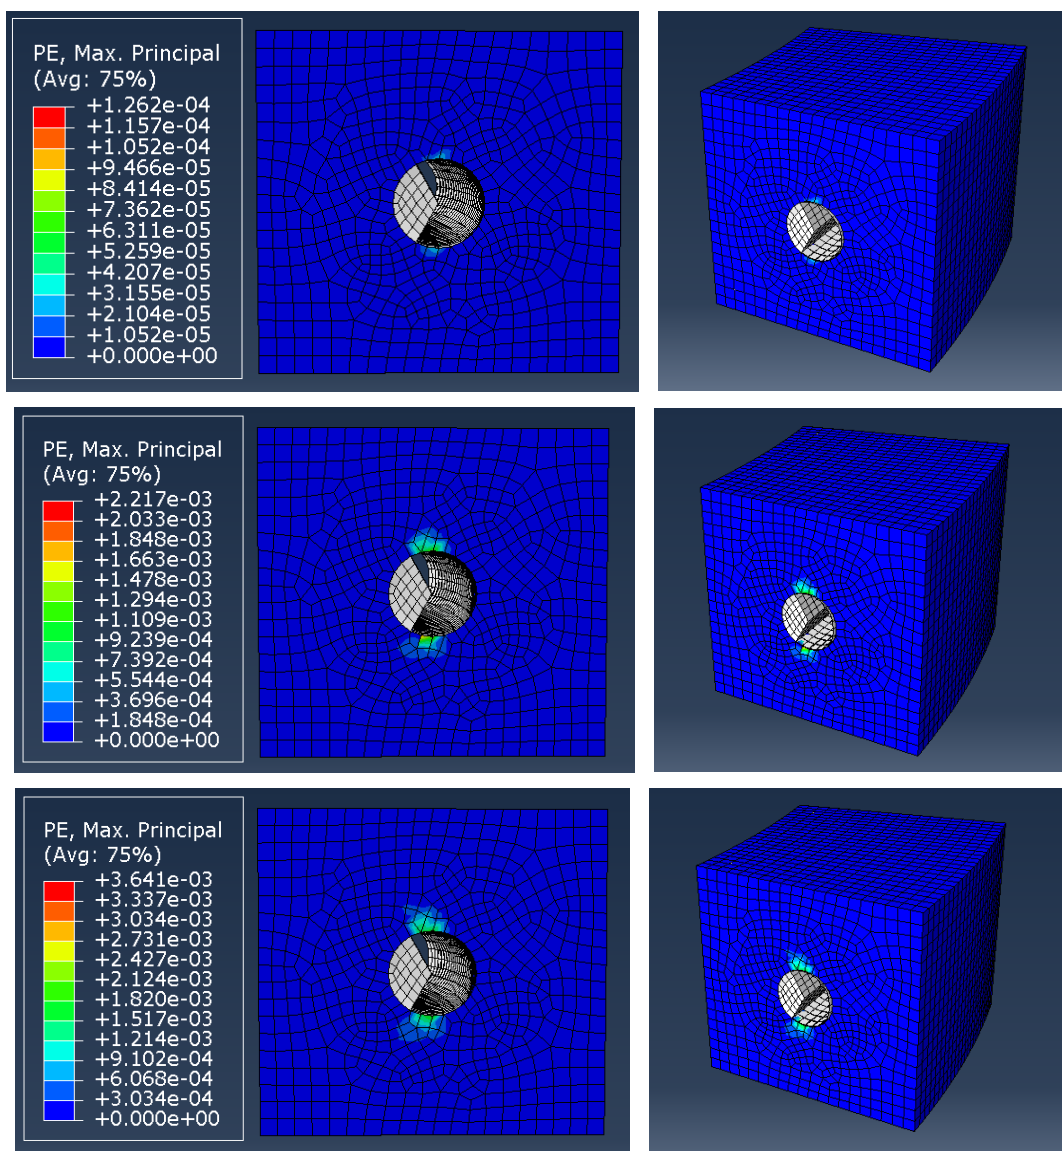 PE, Max. Principal
(Avg: 75%)
+1.262e-04
+1.157e-04
+1.052e-04
+9.466e-05
+8.414e-05
+7.362e-05
+6.311e-05
+5.259e-05
+4.207e-05
+3.155e-05
+2.104e-05
+1.052e-05
+0.000e+00
PE, Max. Principal
(Avg: 75%)
+2.217e-03
+2.033e-03
+1.848e-03
+1.663e-03
+1.478e-03
+1.294e-03
+1.109e-03
+9.239e-04
+7.392e-04
+5.544e-04
+3.696e-04
+1.848e-04
+0.000e+00
PE, Max. Principal
(Avg: 75%)
+3.641e-03
+3.337e-03
+3.034e-03
+2.731e-03
+2.427e-03
+2.124e-03
+1.820e-03
+1.517e-03
+1.214e-03
+9.102e-04
+6.068e-04
+3.034e-04
+0.000e+00